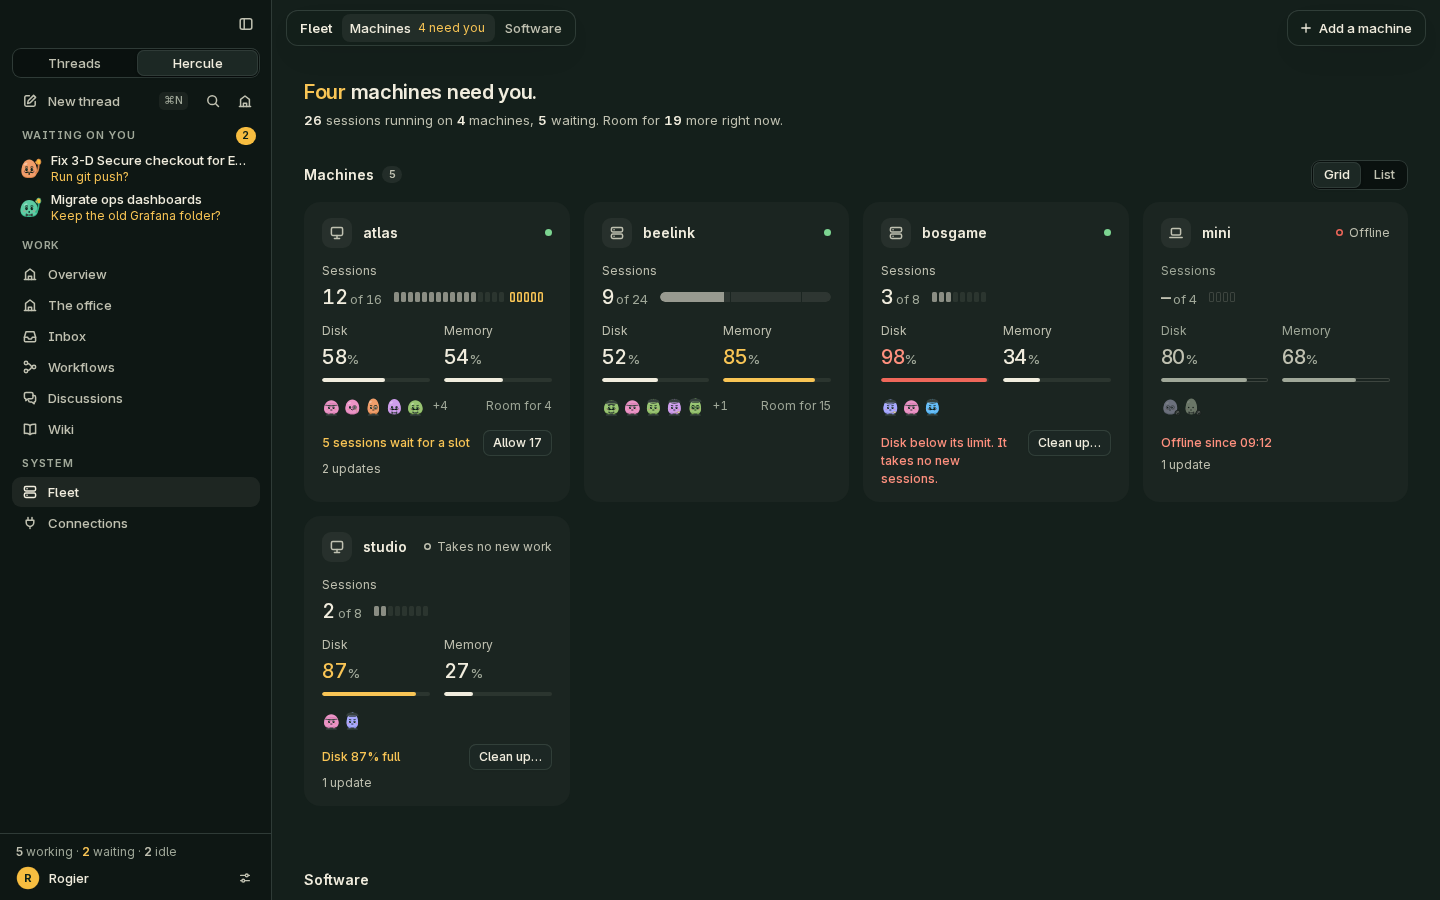 Threads
Hercule
New thread
⌘N
WAITING ON YOU
2
Fix 3-D Secure checkout for E…
Run git push?
Migrate ops dashboards
Keep the old Grafana folder?
WORK
Overview
The office
Inbox
Workflows
Discussions
Wiki
SYSTEM
Fleet
Connections
5 working · 2 waiting · 2 idle
R
Rogier
Fleet
Machines 4 need you
Software
+ Add a machine
Four machines need you.
26 sessions running on 4 machines, 5 waiting. Room for 19 more right now.
Machines 5
Grid
List
atlas
Sessions
12 of 16
Disk
Memory
58%
54%
+4
Room for 4
5 sessions wait for a slot
Allow 17
2 updates
beelink
Sessions
9 of 24
Disk
Memory
52%
85%
+1
Room for 15
bosgame
Sessions
3 of 8
Disk
Memory
98%
34%
Disk below its limit. It
takes no new
sessions.
Clean up…
mini
Offline
Sessions
– of 4
Disk
Memory
80%
68%
Offline since 09:12
1 update
studio
Takes no new work
Sessions
2 of 8
Disk
Memory
87%
27%
Disk 87% full
Clean up…
1 update
Software